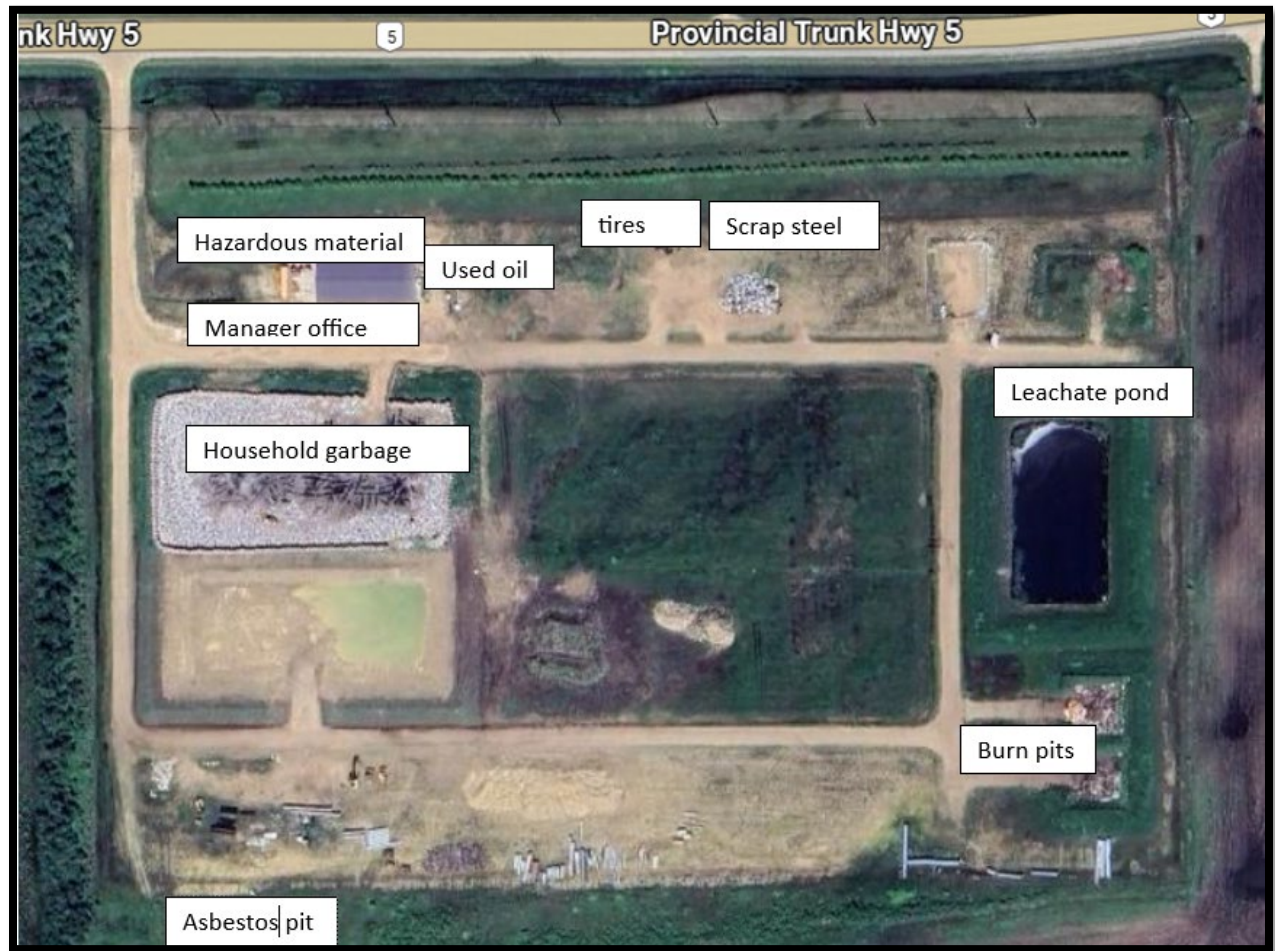 nk Hwy 5
5
Provincial Trunk Hwy 5
5
tires
Scrap steel
Hazardous material
Used oil
Manager office
Leachate pond
Household garbage
Burn pits
Asbestos pit